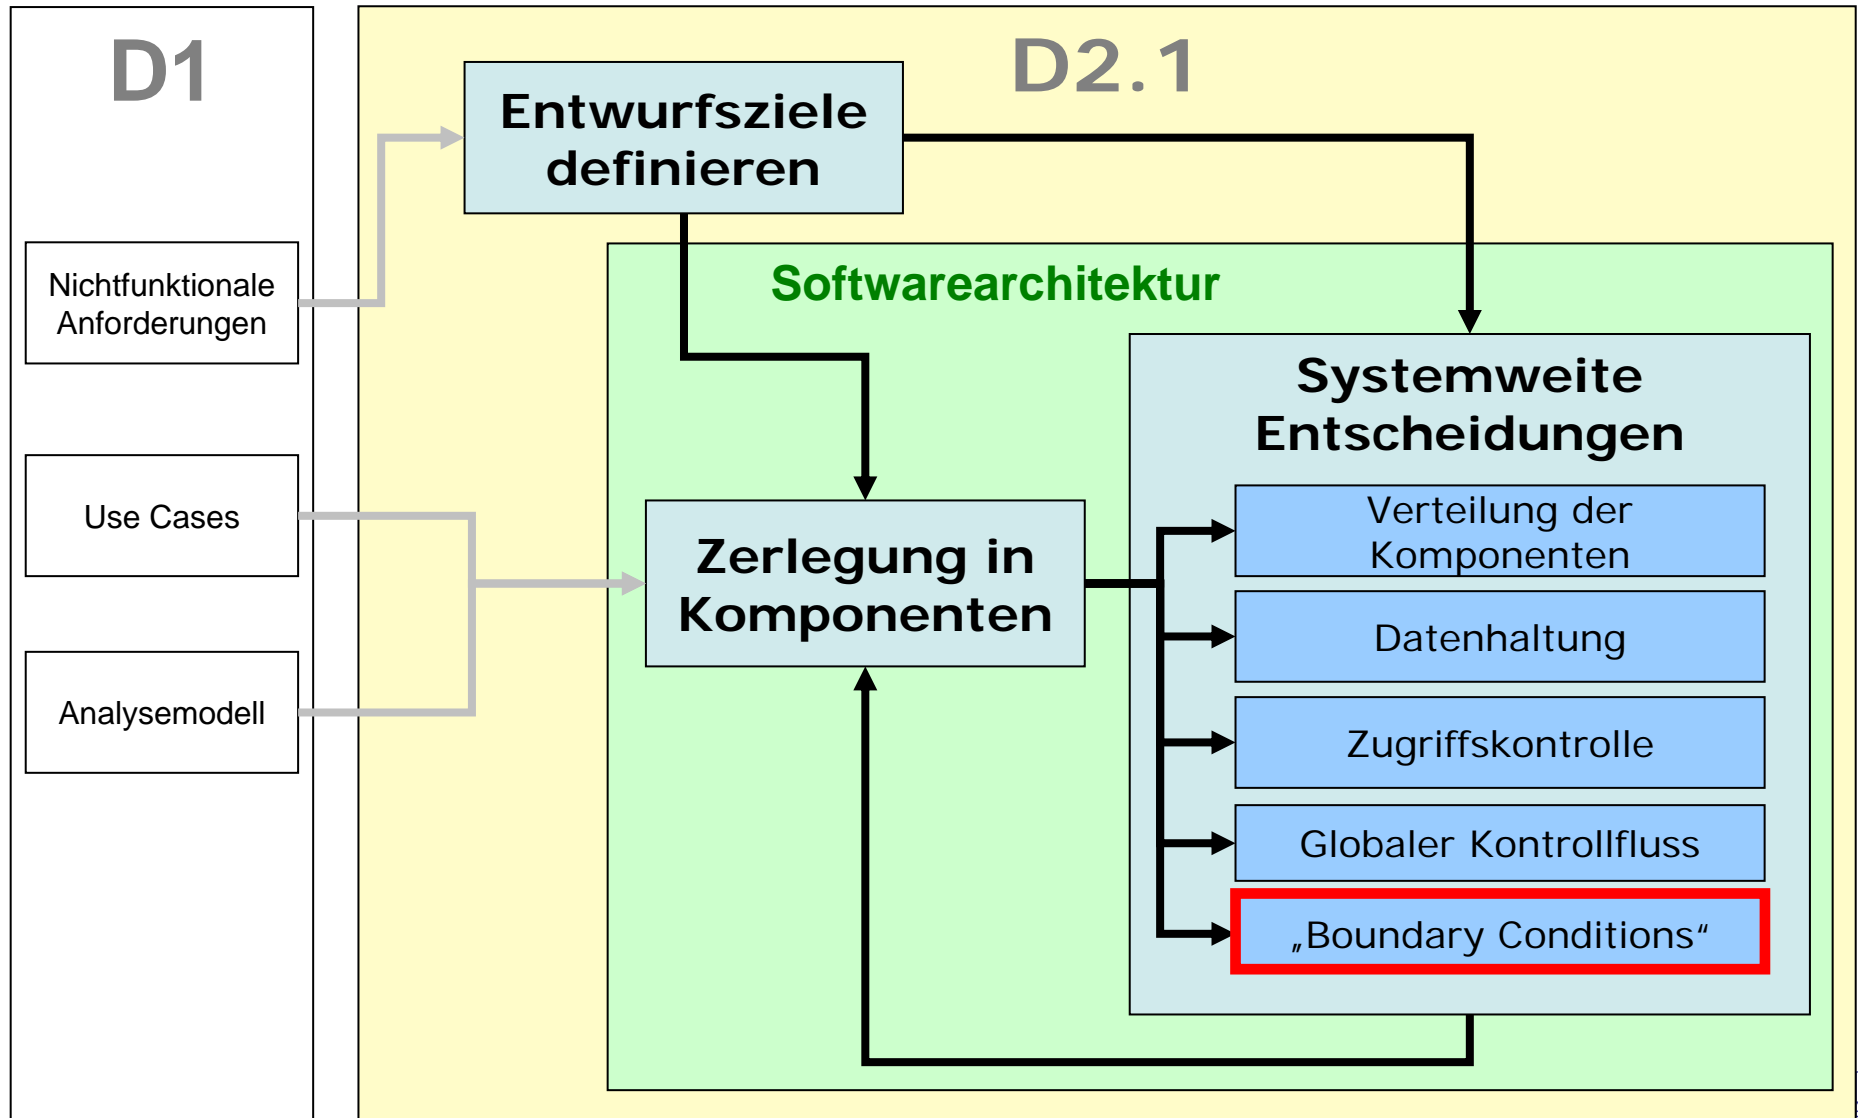 D1
D2.1
Entwurfsziele
definieren
Nichtfunktionale
Anforderungen
Softwarearchitektur
Systemweite
Entscheidungen
Use Cases
Zerlegung in
Komponenten
Verteilung der
Komponenten
Datenhaltung
Analysemodell
Zugriffskontrolle
Globaler Kontrollfluss
„Boundary Conditions“